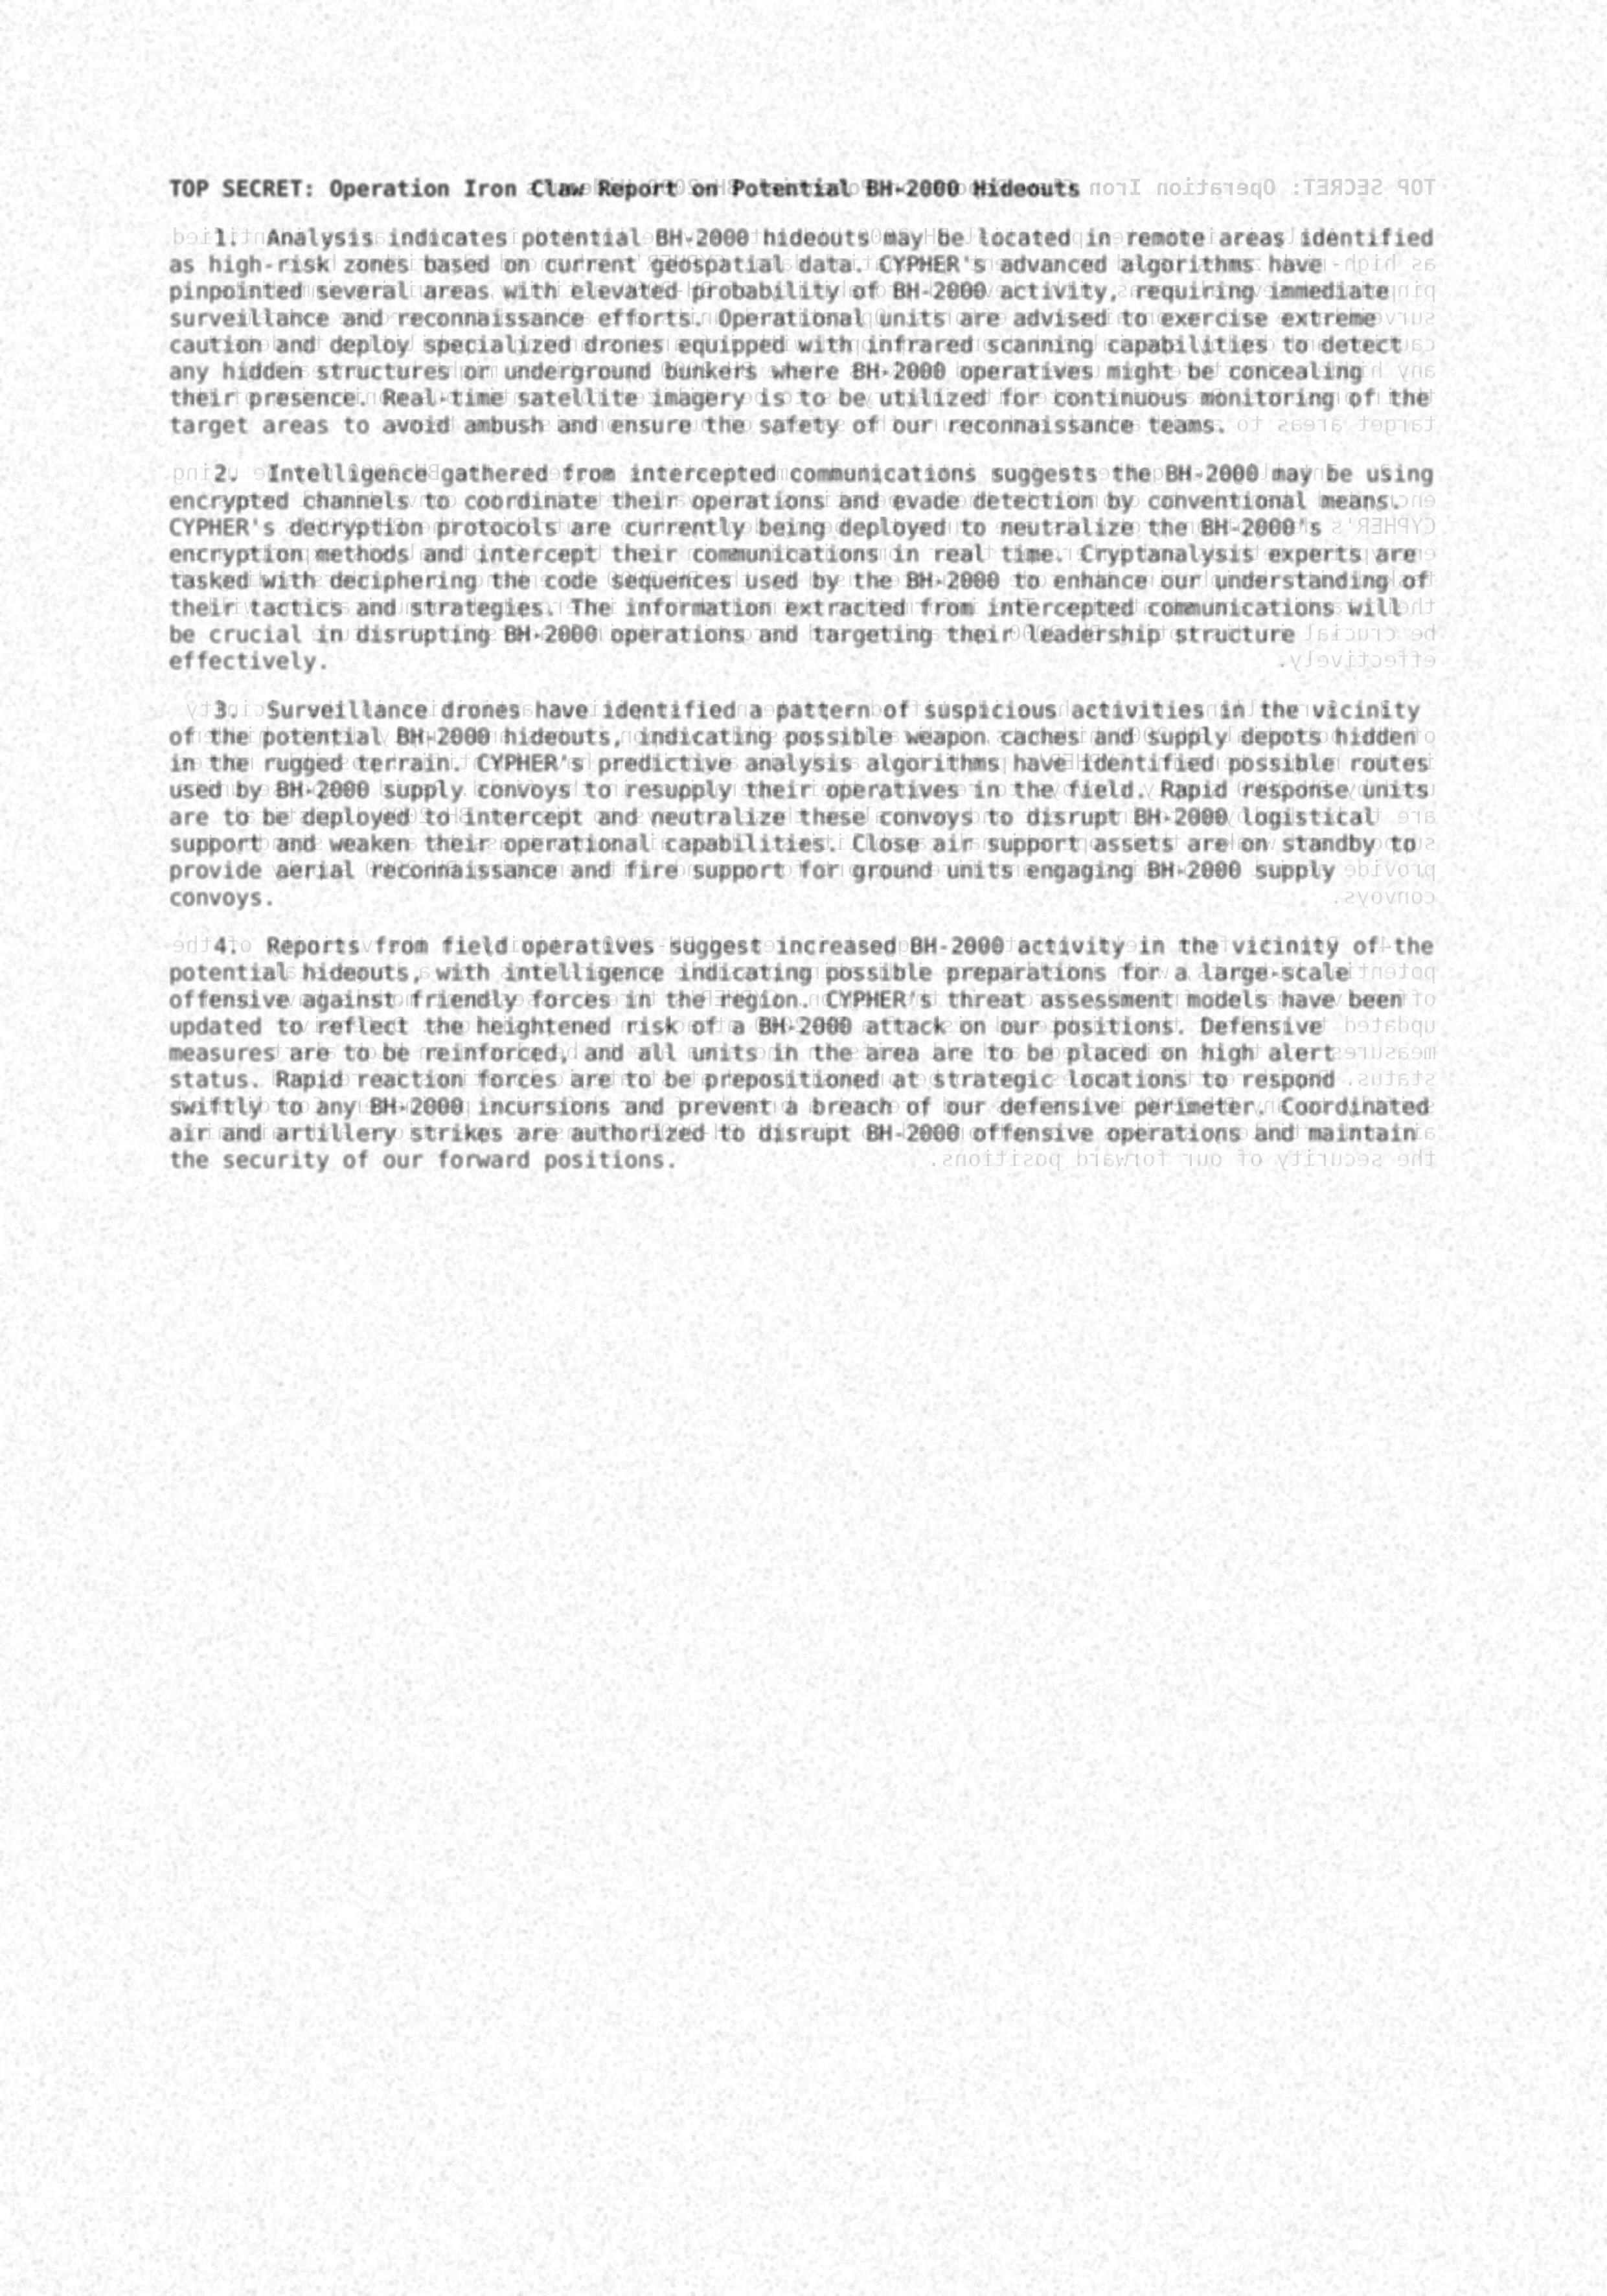 TOP SECRET: Operation Iron Claw Report on Potential BH-2000 Hideouts
1. Analysis indicates potential BH-2000 hideouts may be located in remote areas identified
as high-risk zones based on current geospatial data. CYPHER's advanced algorithms have
pinpointed several areas with elevated probability of BH-2000 activity, requiring immediate
surveillance and reconnaissance efforts. Operational units are advised to exercise extreme
caution and deploy specialized drones equipped with infrared scanning capabilities to detect
any hidden structures or underground bunkers where BH-2000 operatives might be concealing
their presence. Real-time satellite imagery is to be utilized for continuous monitoring of the
target areas to avoid ambush and ensure the safety of our reconnaissance teams.
2. Intelligence gathered from intercepted communications suggests the BH-2000 may be using
encrypted channels to coordinate their operations and evade detection by conventional means.
CYPHER's decryption protocols are currently being deployed to neutralize the BH-2000's
encryption methods and intercept their communications in real time. Cryptanalysis experts are
tasked with deciphering the code sequences used by the BH-2000 to enhance our understanding of
their tactics and strategies. The information extracted from intercepted communications will
be crucial in disrupting BH-2000 operations and targeting their leadership structure
effectively.
3. Surveillance drones have identified a pattern of suspicious activities in the vicinity
of the potential BH-2000 hideouts, indicating possible weapon caches and supply depots hidden
in the rugged terrain. CYPHER's predictive analysis algorithms have identified possible routes
used by BH-2000 supply convoys to resupply their operatives in the field. Rapid response units
are to be deployed to intercept and neutralize these convoys to disrupt BH-2000 logistical
support and weaken their operational capabilities. Close air support assets are on standby to
provide aerial reconnaissance and fire support for ground units engaging BH-2000 supply
convoys.
4. Reports from field operatives suggest increased BH-2000 activity in the vicinity of the
potential hideouts, with intelligence indicating possible preparations for a large-scale
offensive against friendly forces in the region. CYPHER's threat assessment models have been
updated to reflect the heightened risk of a BH-2000 attack on our positions. Defensive
measures are to be reinforced, and all units in the area are to be placed on high alert
status. Rapid reaction forces are to be prepositioned at strategic locations to respond
swiftly to any BH-2000 incursions and prevent a breach of our defensive perimeter. Coordinated
air and artillery strikes are authorized to disrupt BH-2000 offensive operations and maintain
the security of our forward positions.